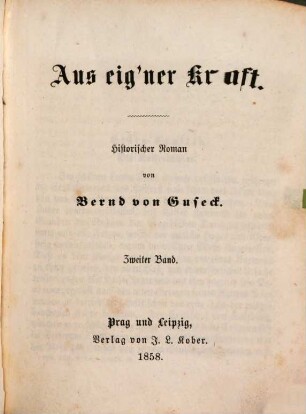 Aus eig'ner Kraft.
Historischer Roman
von
Bernd von Guseck.
Zweiter Band.
Prag und Leipzig,
Verlag von J. L. Kober.
1858.